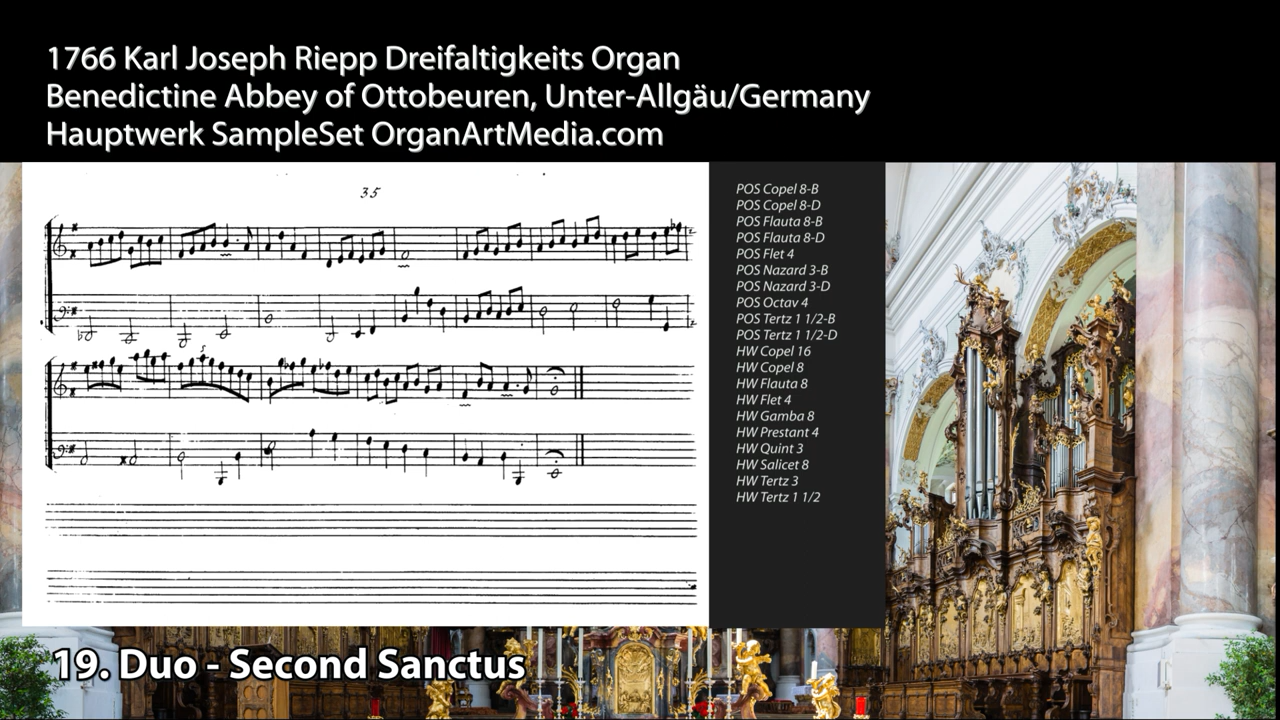 1766 Karl Joseph Riepp Dreifaltigkeits Organ
Benedictine Abbey of Ottobeuren, Unter-Allgäu/Germany
Hauptwerk SampleSet OrganArtMedia.com
35
5
POS Copel 8-B
POS Copel 8-D
POS Flauta 8-B
POS Flauta 8-D
POS Flet 4
POS Nazard 3-B
POS Nazard 3-D
POS Octav 4
POS Tertz 1 1/2-B
POS Tertz 1 1/2-D
HW Copel 16
HW Copel 8
HW Flauta 8
HW Flet 4
HW Gamba 8
HW Prestant 4
HW Quint 3
HW Salicet 8
HW Tertz 3
HW Tertz 1 1/2
19. Duo - Second Sanctus